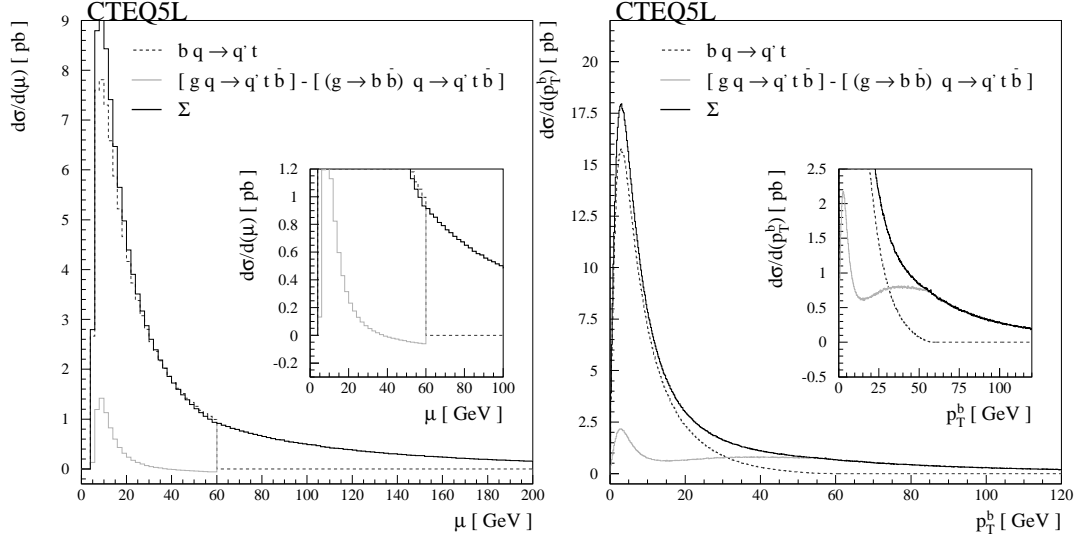 CTEQ5L
dσ/d(μ) [ pb ]
b q → q' t
[ g q → q' t b̄ ] - [ (g → b b̄) q → q' t b̄ ]
Σ
9
8
7
6
5
4
3
2
1
0
0 20 40 60 80 100 120 140 160 180 200
μ [ GeV ]
dσ/d(μ) [ pb ]
1.2
1
0.8
0.6
0.4
0.2
0
-0.2
0 20 40 60 80 100
μ [ GeV ]
CTEQ5L
dσ/d(p_T^b) [ pb ]
b q → q' t
[ g q → q' t b̄ ] - [ (g → b b̄) q → q' t b̄ ]
Σ
20
17.5
15
12.5
10
7.5
5
2.5
0
0 20 40 60 80 100 120
p_T^b [ GeV ]
dσ/d(p_T^b) [ pb ]
2.5
2
1.5
1
0.5
0
-0.5
0 25 50 75 100
p_T^b [ GeV ]